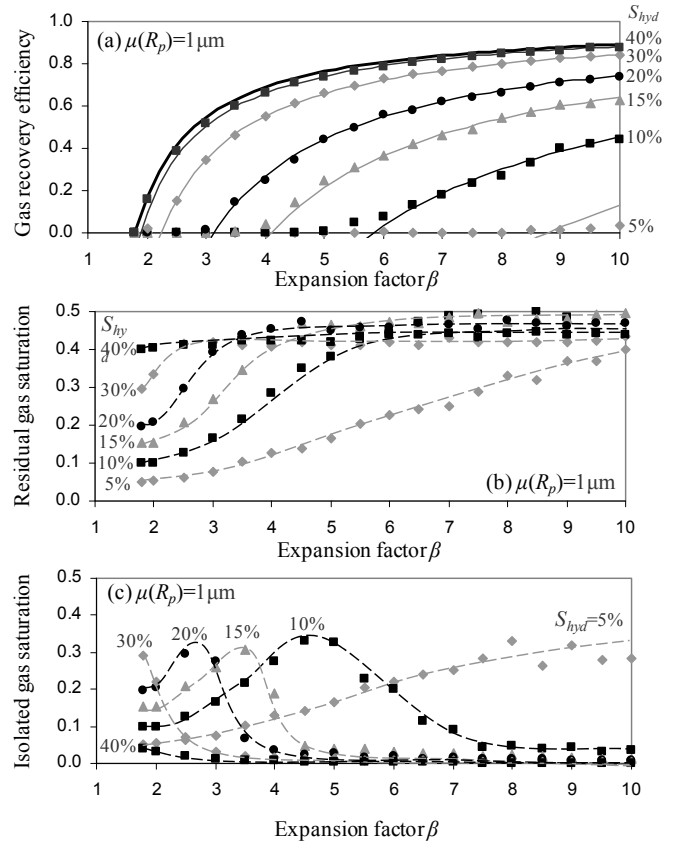 (a) μ(Rp)=1μm
Shyd
40%
30%
20%
15%
10%
5%
Gas recovery efficiency
1.0
0.8
0.6
0.4
0.2
0.0
1 2 3 4 5 6 7 8 9 10
Expansion factor β
Shy
d
40%
30%
20%
15%
10%
5%
Residual gas saturation
0.5
0.4
0.3
0.2
0.1
0.0
(b) μ(Rp)=1μm
1 2 3 4 5 6 7 8 9 10
Expansion factor β
(c) μ(Rp)=1μm
30%
20%
15%
10%
Shyd=5%
40%
Isolated gas saturation
0.5
0.4
0.3
0.2
0.1
0.0
1 2 3 4 5 6 7 8 9 10
Expansion factor β